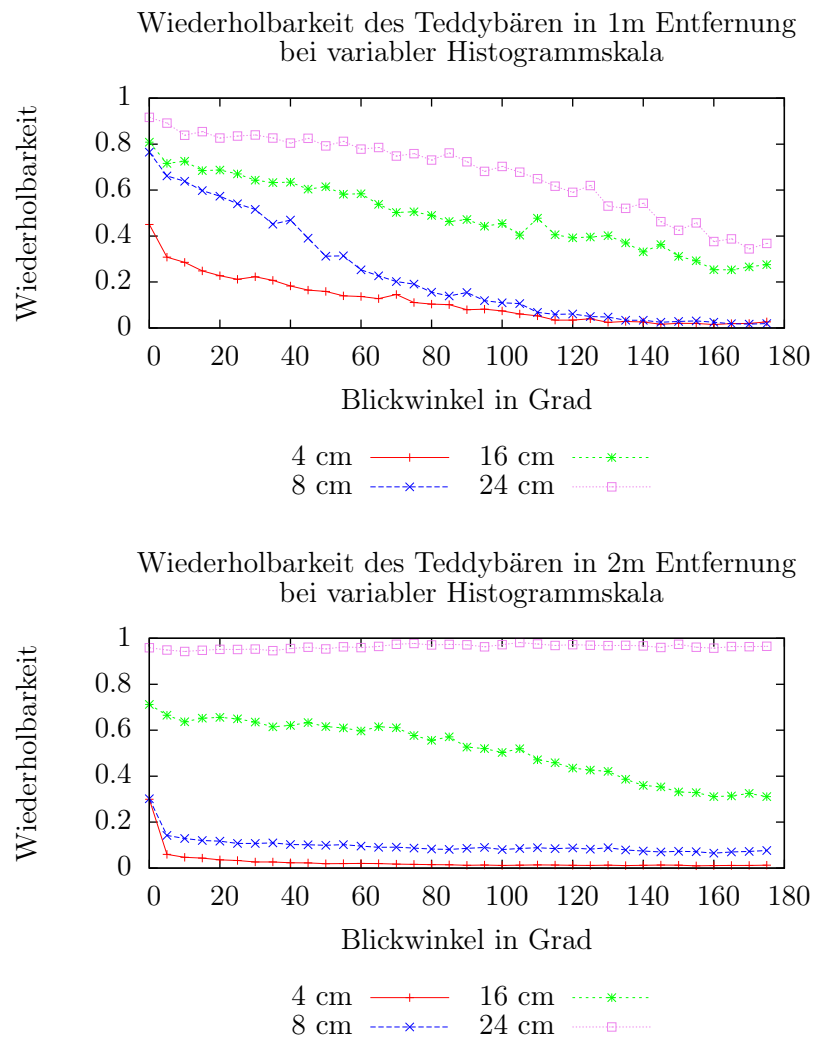 Wiederholbarkeit des Teddybären in 1m Entfernung
bei variabler Histogrammskala
Wiederholbarkeit
1
0.8
0.6
0.4
0.2
0
0 20 40 60 80 100 120 140 160 180
Blickwinkel in Grad
4 cm 16 cm
8 cm 24 cm
Wiederholbarkeit des Teddybären in 2m Entfernung
bei variabler Histogrammskala
Wiederholbarkeit
1
0.8
0.6
0.4
0.2
0
0 20 40 60 80 100 120 140 160 180
Blickwinkel in Grad
4 cm 16 cm
8 cm 24 cm